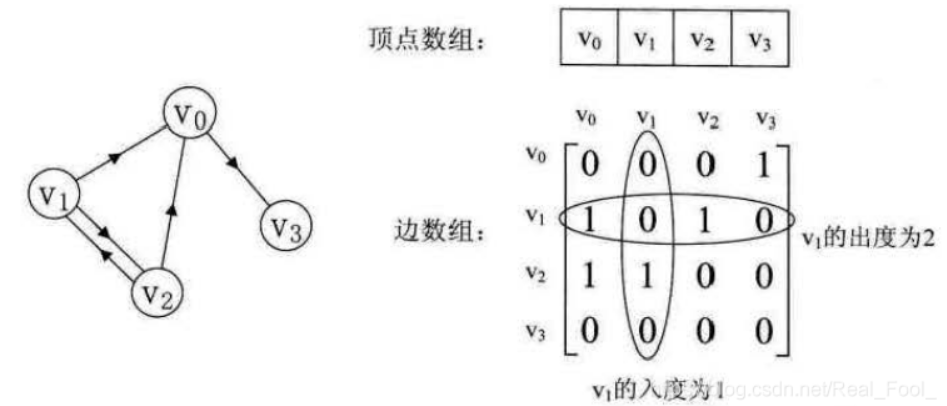 顶点数组： v₀ v₁ v₂ v₃
v₀
v₁
v₂
v₃
边数组：
v₀ v₁ v₂ v₃
v₀ 0 0 0 1
v₁ 1 0 1 0
v₂ 1 1 0 0
v₃ 0 0 0 0
v₁的出度为2
v₁的入度为1
log.csdn.net/Real_Fool_